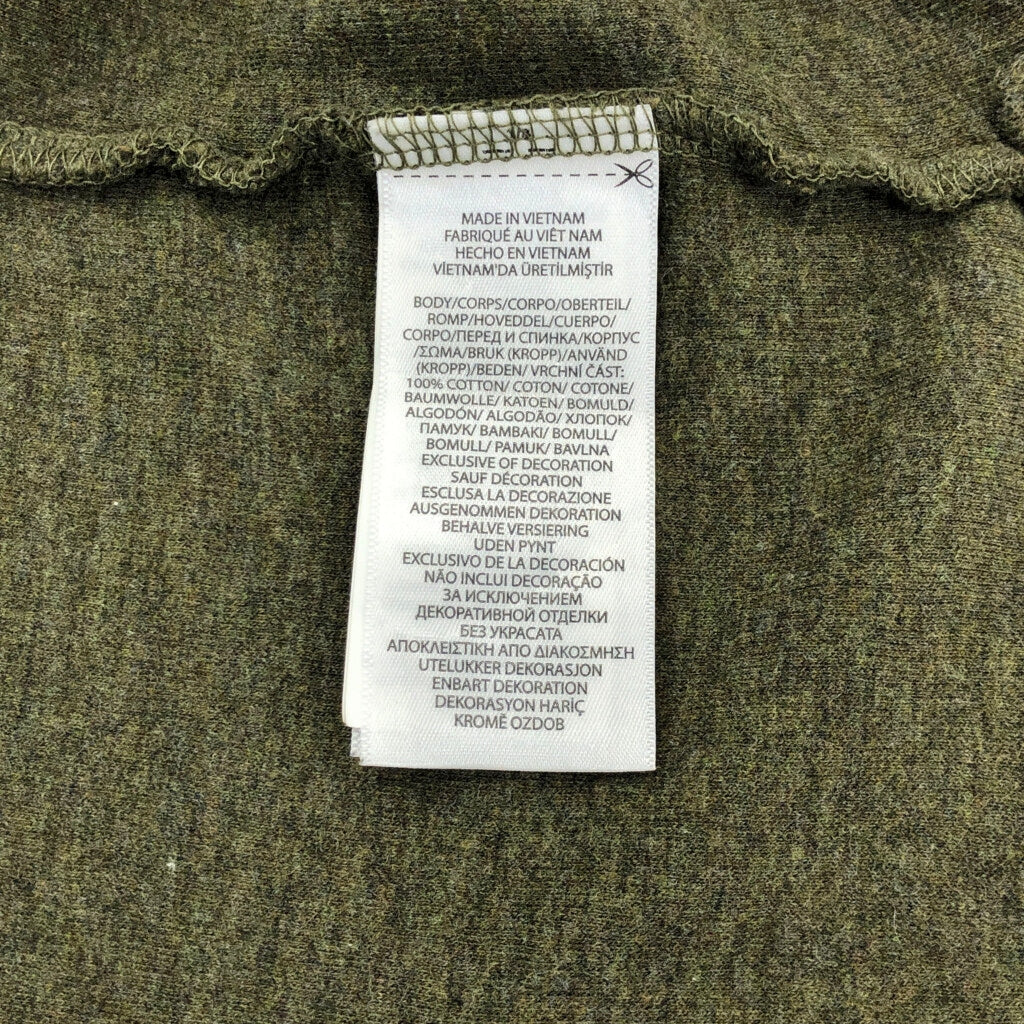 MADE IN VIETNAM
FABRIQUÉ AU VIÊT NAM
HECHO EN VIETNAM
VİETNAM'DA ÜRETİLMİŞTİR
BODY/CORPS/CORPO/OBERTEIL/
ROMP/HOVEDDEL/CUERPO/
CORPO/ПЕРЕД И СПИНКА/КОРПУС
/ΣΩΜΑ/BRUK (KROPP)/ANVÄND
(KROPP)/BEDEN/ VRCHNÍ ČÁST:
100% COTTON/ COTON/ COTONE/
BAUMWOLLE/ KATOEN/ BOMULD/
ALGODÓN/ ALGODÃO/ ХЛОПОК/
ПАМУК/ BAMBAKI/ BOMULL/
BOMULL/ PAMUK/ BAVLNA
EXCLUSIVE OF DECORATION
SAUF DÉCORATION
ESCLUSA LA DECORAZIONE
AUSGENOMMEN DEKORATION
BEHALVE VERSIERING
UDEN PYNT
EXCLUSIVO DE LA DECORACIÓN
NÃO INCLUI DECORAÇÃO
ЗА ИСКЛЮЧЕНИЕМ
ДЕКОРАТИВНОЙ ОТДЕЛКИ
БЕЗ УКРАСАТА
ΑΠΟΚΛΕΙΣΤΙΚΗ ΑΠΟ ΔΙΑΚΟΣΜΗΣΗ
UTELUKKER DEKORASJON
ENBART DEKORATION
DEKORASYON HARİÇ
KROMĚ OZDOB